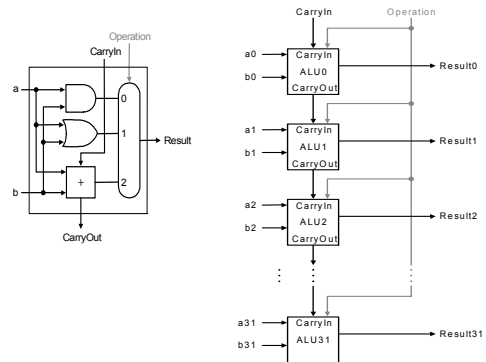 Operation
CarryIn
a
0
1
Result
b
+
2
CarryOut
CarryIn
Operation
a0
CarryIn
Result0
b0
ALU0
CarryOut
a1
CarryIn
Result1
b1
ALU1
CarryOut
a2
CarryIn
Result2
b2
ALU2
CarryOut
a31
CarryIn
Result31
b31
ALU31